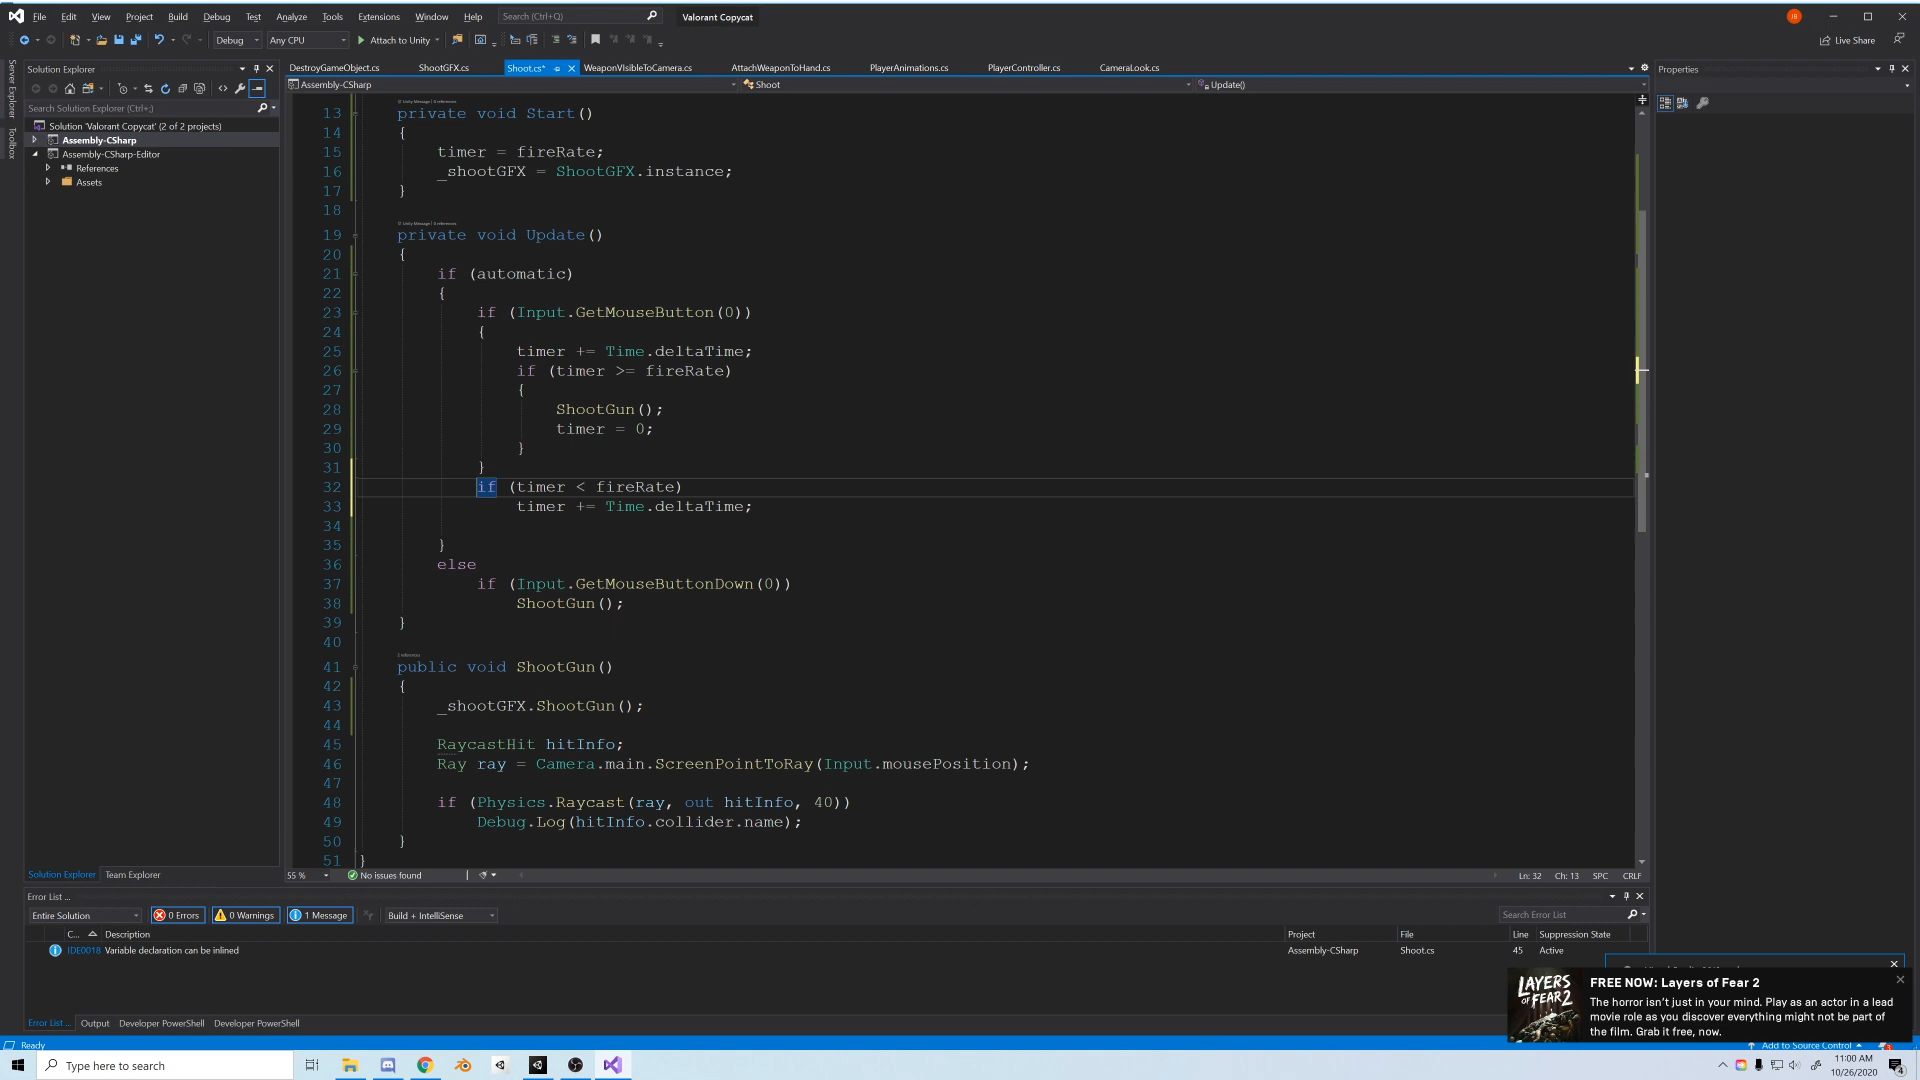 File Edit View Project Build Debug Test Analyze Tools Extensions Window Help Search (Ctrl+Q) Valorant Copycat JB
Debug Any CPU Attach to Unity Live Share
Server Explorer
Toolbox
Solution Explorer
Search Solution Explorer (Ctrl+;)
Solution 'Valorant Copycat' (2 of 2 projects)
Assembly-CSharp
Assembly-CSharp-Editor
References
Assets
Solution Explorer Team Explorer
DestroyGameObject.cs ShootGFX.cs Shoot.cs* WeaponVIsibleToCamera.cs AttachWeaponToHand.cs PlayerAnimations.cs PlayerController.cs CameraLook.cs
Assembly-CSharp Shoot Update()
Unity Message | 0 references
13 private void Start()
14 {
15 timer = fireRate;
16 _shootGFX = ShootGFX.instance;
17 }
18
Unity Message | 0 references
19 private void Update()
20 {
21 if (automatic)
22 {
23 if (Input.GetMouseButton(0))
24 {
25 timer += Time.deltaTime;
26 if (timer >= fireRate)
27 {
28 ShootGun();
29 timer = 0;
30 }
31 }
32 if (timer < fireRate)
33 timer += Time.deltaTime;
34
35 }
36 else
37 if (Input.GetMouseButtonDown(0))
38 ShootGun();
39 }
40
41 public void ShootGun()
42 {
43 _shootGFX.ShootGun();
44
45 RaycastHit hitInfo;
46 Ray ray = Camera.main.ScreenPointToRay(Input.mousePosition);
47
48 if (Physics.Raycast(ray, out hitInfo, 40))
49 Debug.Log(hitInfo.collider.name);
50 }
51 }
55 % No issues found Ln: 32 Ch: 13 SPC CRLF
Properties
Error List ...
Entire Solution 0 Errors 0 Warnings 1 Message Build + IntelliSense Search Error List
C... Description Project File Line Suppression State
IDE0018 Variable declaration can be inlined Assembly-CSharp Shoot.cs 45 Active
Error List ... Output Developer PowerShell Developer PowerShell
LAYERS OF FEAR 2
FREE NOW: Layers of Fear 2
The horror isn't just in your mind. Play as an actor in a lead
movie role as you discover everything might not be part of
the film. Grab it free, now.
Ready Add to Source Control
Type here to search
11:00 AM
10/26/2020
4